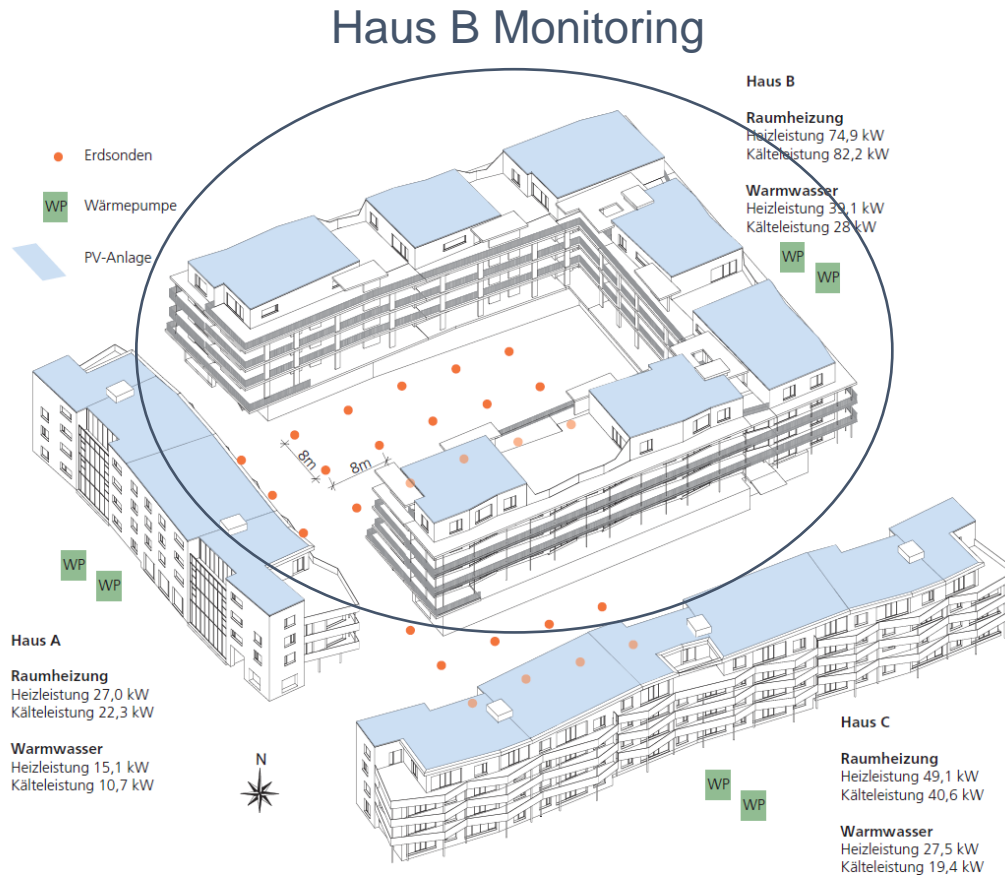 Haus B Monitoring
Erdsonden
WP Wärmepumpe
PV-Anlage
Haus B
Raumheizung
Heizleistung 74,9 kW
Kälteleistung 82,2 kW
Warmwasser
Heizleistung 39,1 kW
Kälteleistung 28 kW
WP
WP
8m
8m
WP
WP
Haus A
Raumheizung
Heizleistung 27,0 kW
Kälteleistung 22,3 kW
Warmwasser
Heizleistung 15,1 kW
Kälteleistung 10,7 kW
N
WP
WP
Haus C
Raumheizung
Heizleistung 49,1 kW
Kälteleistung 40,6 kW
Warmwasser
Heizleistung 27,5 kW
Kälteleistung 19,4 kW